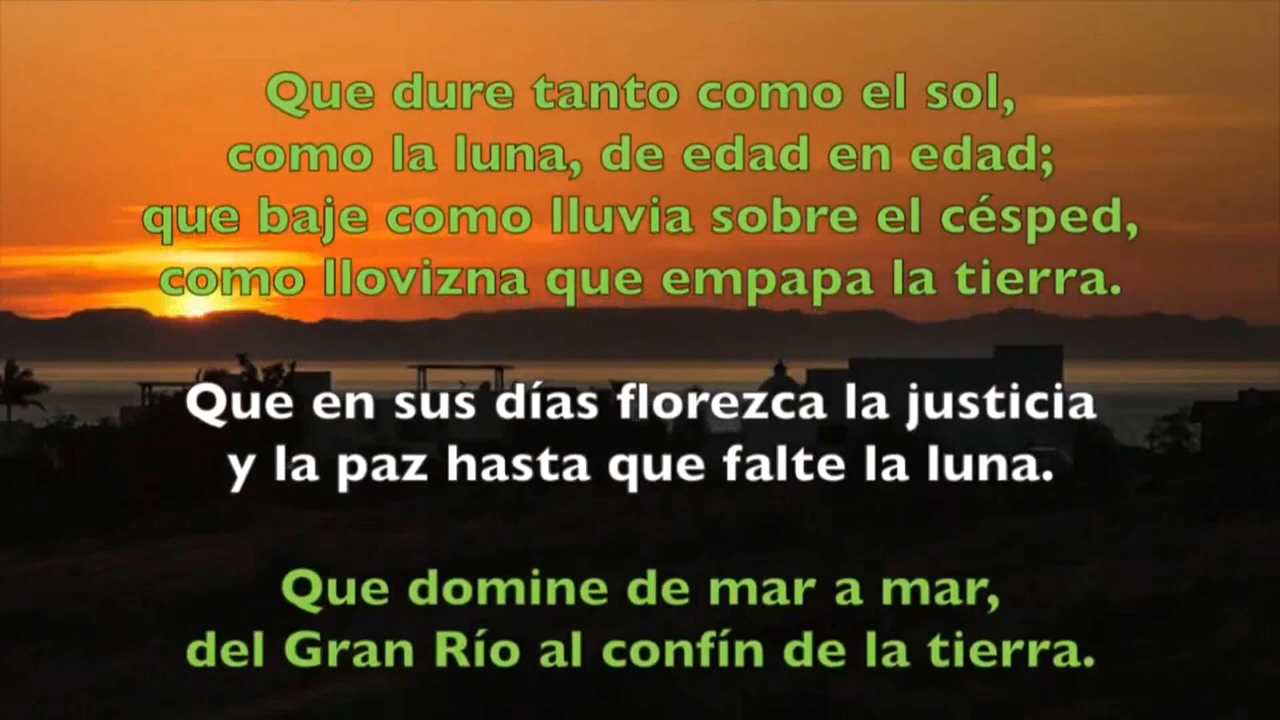 Que dure tanto como el sol,
como la luna, de edad en edad;
que baje como lluvia sobre el césped,
como llovizna que empapa la tierra.
Que en sus días florezca la justicia
y la paz hasta que falte la luna.
Que domine de mar a mar,
del Gran Río al confín de la tierra.